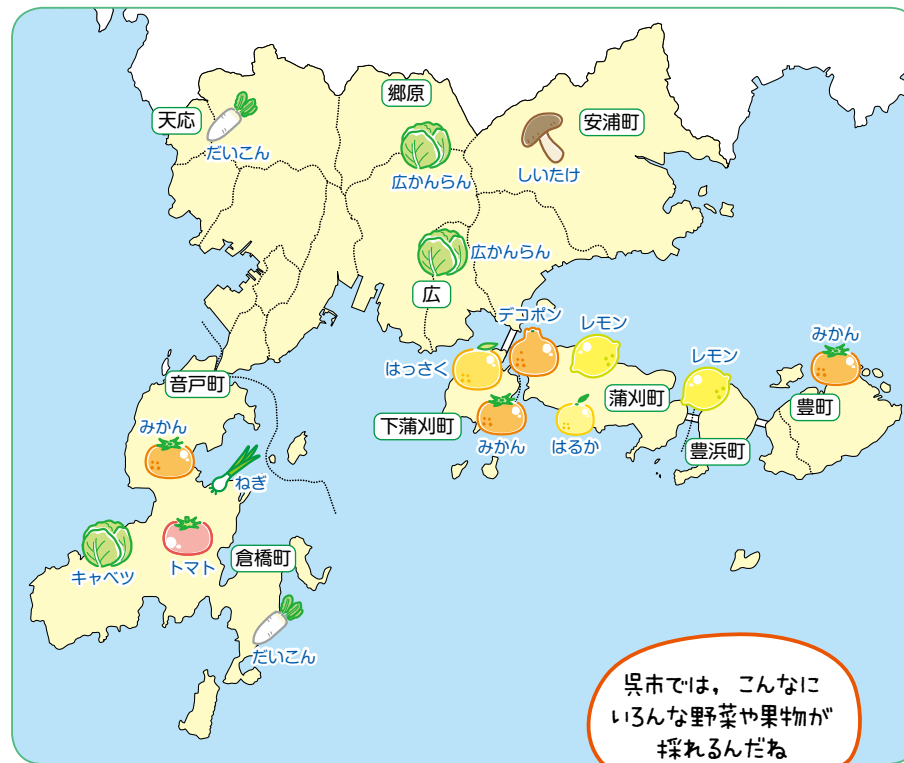 天応
だいこん
郷原
広かんらん
安浦町
しいたけ
広かんらん
広
デコポン
レモン
はっさく
みかん
レモン
音戸町
下蒲刈町
みかん
はるか
蒲刈町
豊浜町
豊町
みかん
ねぎ
キャベツ
トマト
倉橋町
だいこん
呉市では，こんなに
いろんな野菜や果物が
採れるんだね